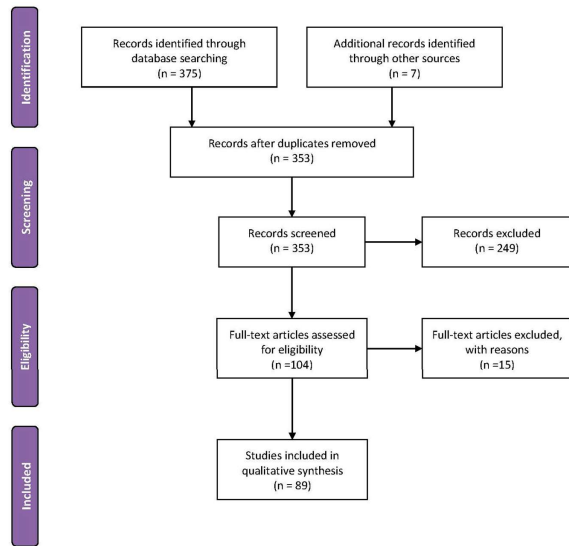 Identification
Records identified through
database searching
(n = 375)
Additional records identified
through other sources
(n = 7)
Records after duplicates removed
(n = 353)
Screening
Records screened
(n = 353)
Records excluded
(n = 249)
Eligibility
Full-text articles assessed
for eligibility
(n =104)
Full-text articles excluded,
with reasons
(n =15)
Included
Studies included in
qualitative synthesis
(n = 89)